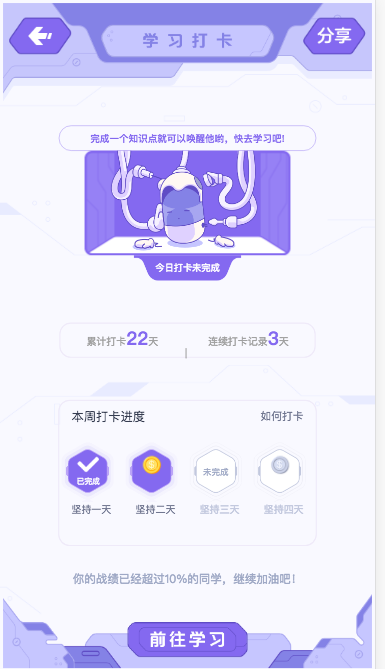 学习打卡
分享
完成一个知识点就可以唤醒他哟，快去学习吧!
今日打卡未完成
累计打卡22天
连续打卡记录3天
本周打卡进度
如何打卡
已完成
未完成
坚持一天
坚持二天
坚持三天
坚持四天
你的战绩已经超过10%的同学，继续加油吧！
前往学习